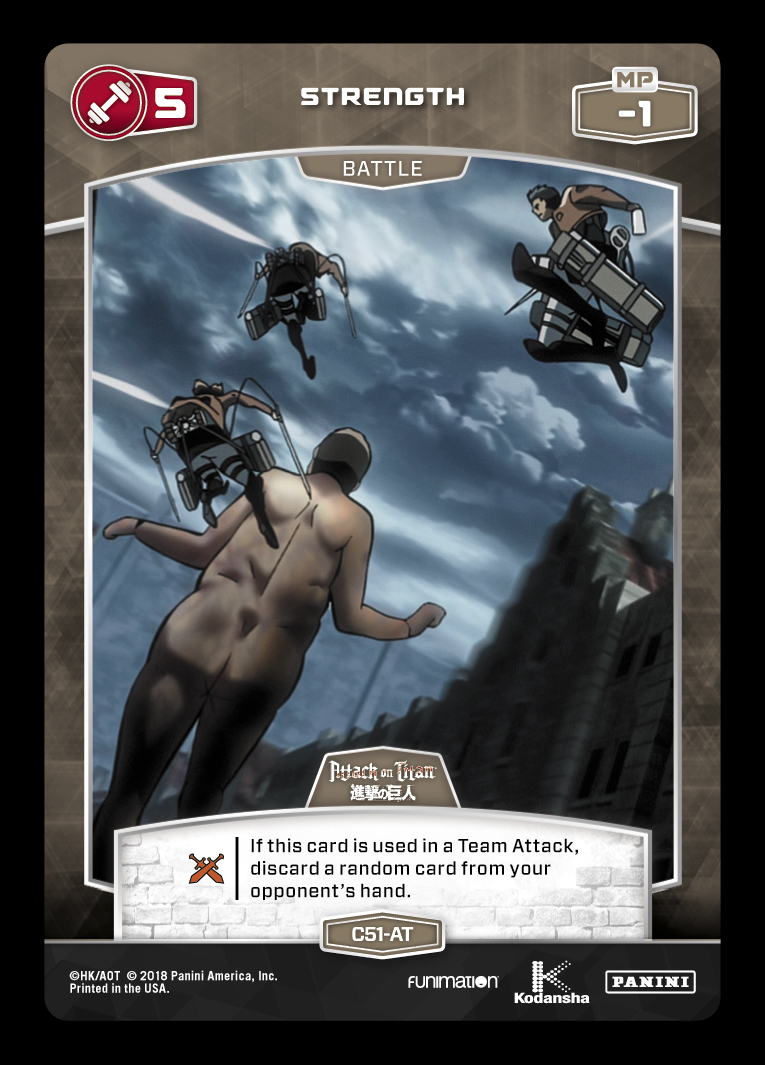 5
STRENGTH
MP
-1
BATTLE
Attack on Titan
進撃の巨人
If this card is used in a Team Attack,
discard a random card from your
opponent's hand.
C51-AT
©HK/AOT © 2018 Panini America, Inc.
Printed in the USA.
FUNIMATION
Kodansha
PANINI